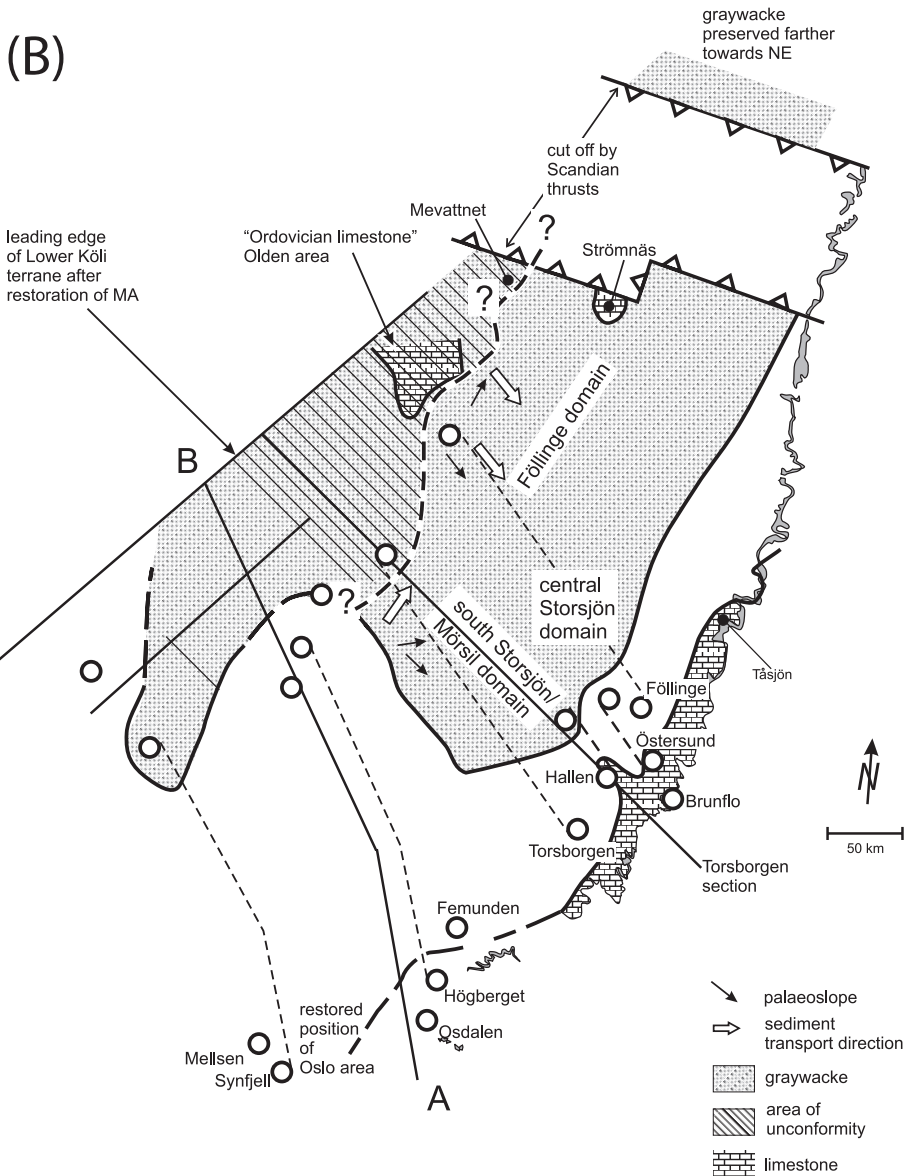 (B)
graywacke
preserved farther
towards NE
cut off by
Scandian
thrusts
Mevattnet
?
leading edge
of Lower Köli
terrane after
restoration of MA
"Ordovician limestone"
Olden area
Strömnäs
?
B
Föllinge domain
central
Storsjön
domain
?
south Storsjön/
Mörsil domain
Tåsjön
Föllinge
Östersund
Hallen
Brunflo
N
50 km
Torsborgen
Torsborgen
section
Femunden
Högberget
Osdalen
restored
position
of
Oslo area
Mellsen
Synfjell
A
palaeoslope
sediment
transport direction
graywacke
area of
unconformity
limestone